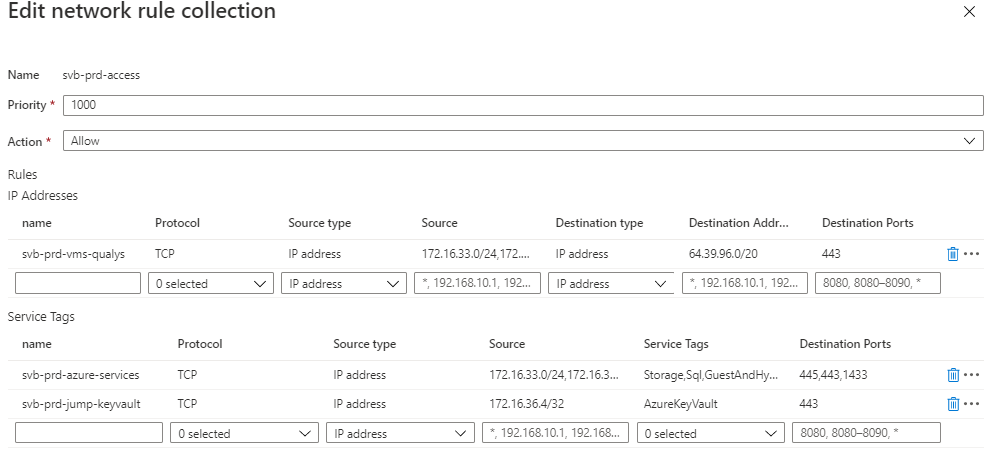 Edit network rule collection
Name svb-prd-access
Priority * 1000
Action * Allow
Rules
IP Addresses
name Protocol Source type Source Destination type Destination Addr... Destination Ports
svb-prd-vms-qualys TCP IP address 172.16.33.0/24,172.... IP address 64.39.96.0/20 443
0 selected IP address *, 192.168.10.1, 192... IP address *, 192.168.10.1, 192... 8080, 8080–8090, *
Service Tags
name Protocol Source type Source Service Tags Destination Ports
svb-prd-azure-services TCP IP address 172.16.33.0/24,172.16.3... Storage,Sql,GuestAndHy... 445,443,1433
svb-prd-jump-keyvault TCP IP address 172.16.36.4/32 AzureKeyVault 443
0 selected IP address *, 192.168.10.1, 192.168... 0 selected 8080, 8080–8090, *